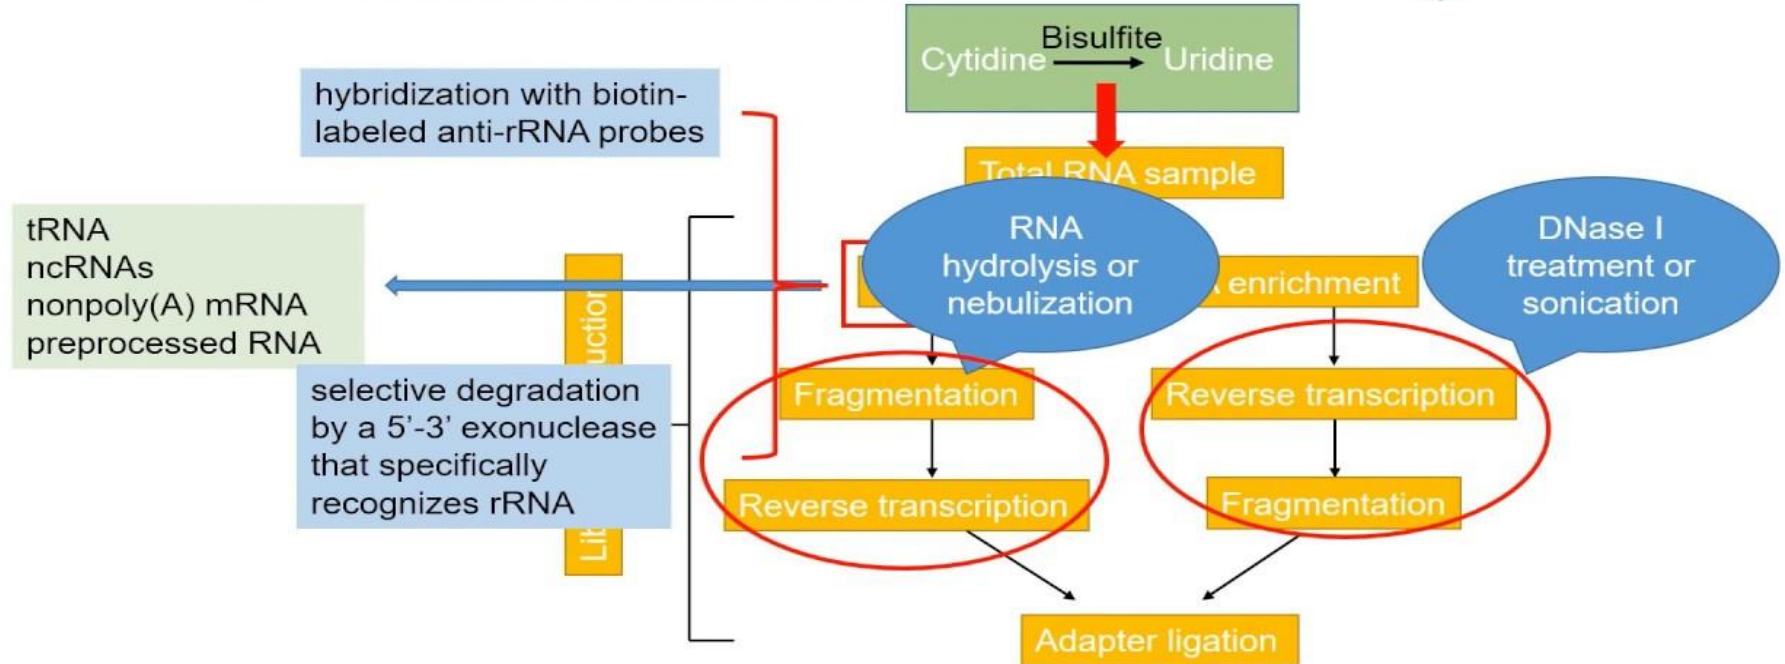 Bisulfite
Cytidine Uridine
hybridization with biotin-
labeled anti-rRNA probes
Total RNA sample
tRNA
ncRNAs
nonpoly(A) mRNA
preprocessed RNA
RNA
hydrolysis or
nebulization
enrichment
DNase I
treatment or
sonication
selective degradation
by a 5'-3' exonuclease
that specifically
recognizes rRNA
Fragmentation
Reverse transcription
Reverse transcription
Fragmentation
Adapter ligation